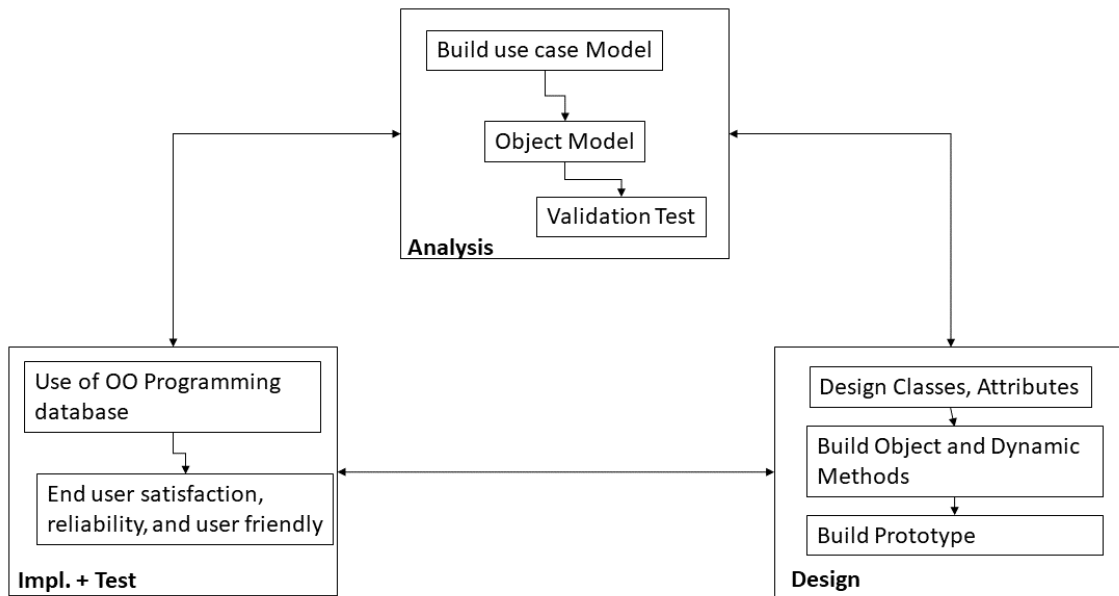 Build use case Model
Object Model
Validation Test
Analysis
Use of OO Programming
database
End user satisfaction,
reliability, and user friendly
Impl. + Test
Design Classes, Attributes
Build Object and Dynamic
Methods
Build Prototype
Design